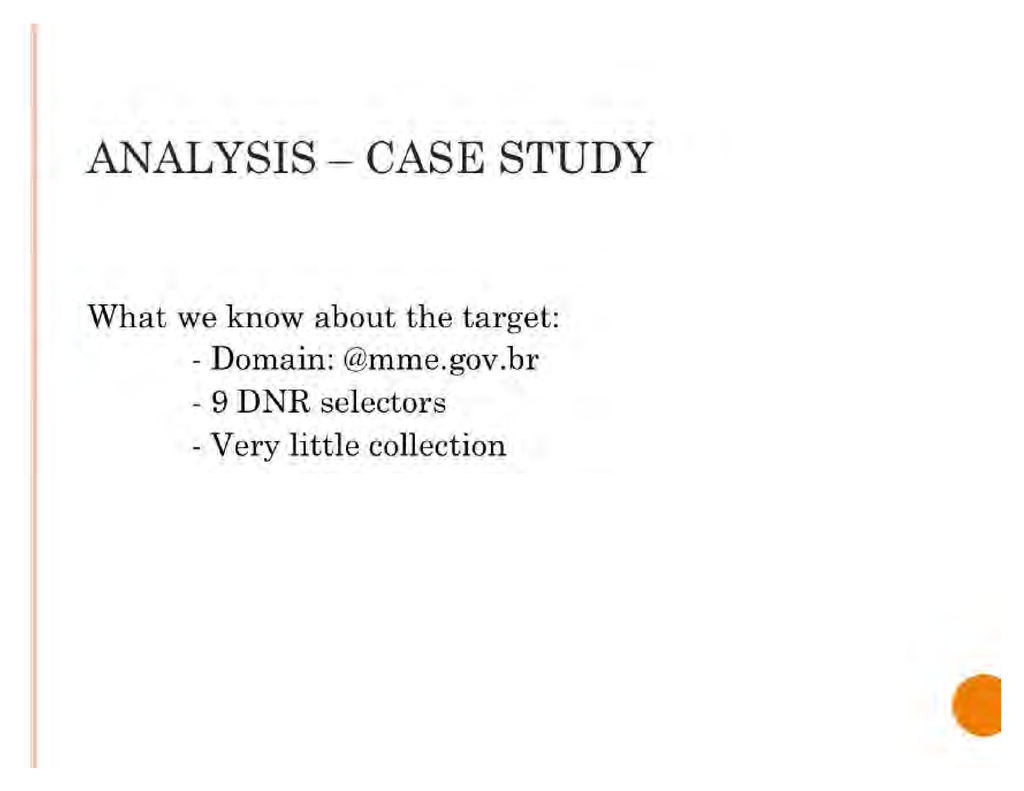 ANALYSIS – CASE STUDY
What we know about the target:
- Domain: @mme.gov.br
- 9 DNR selectors
- Very little collection